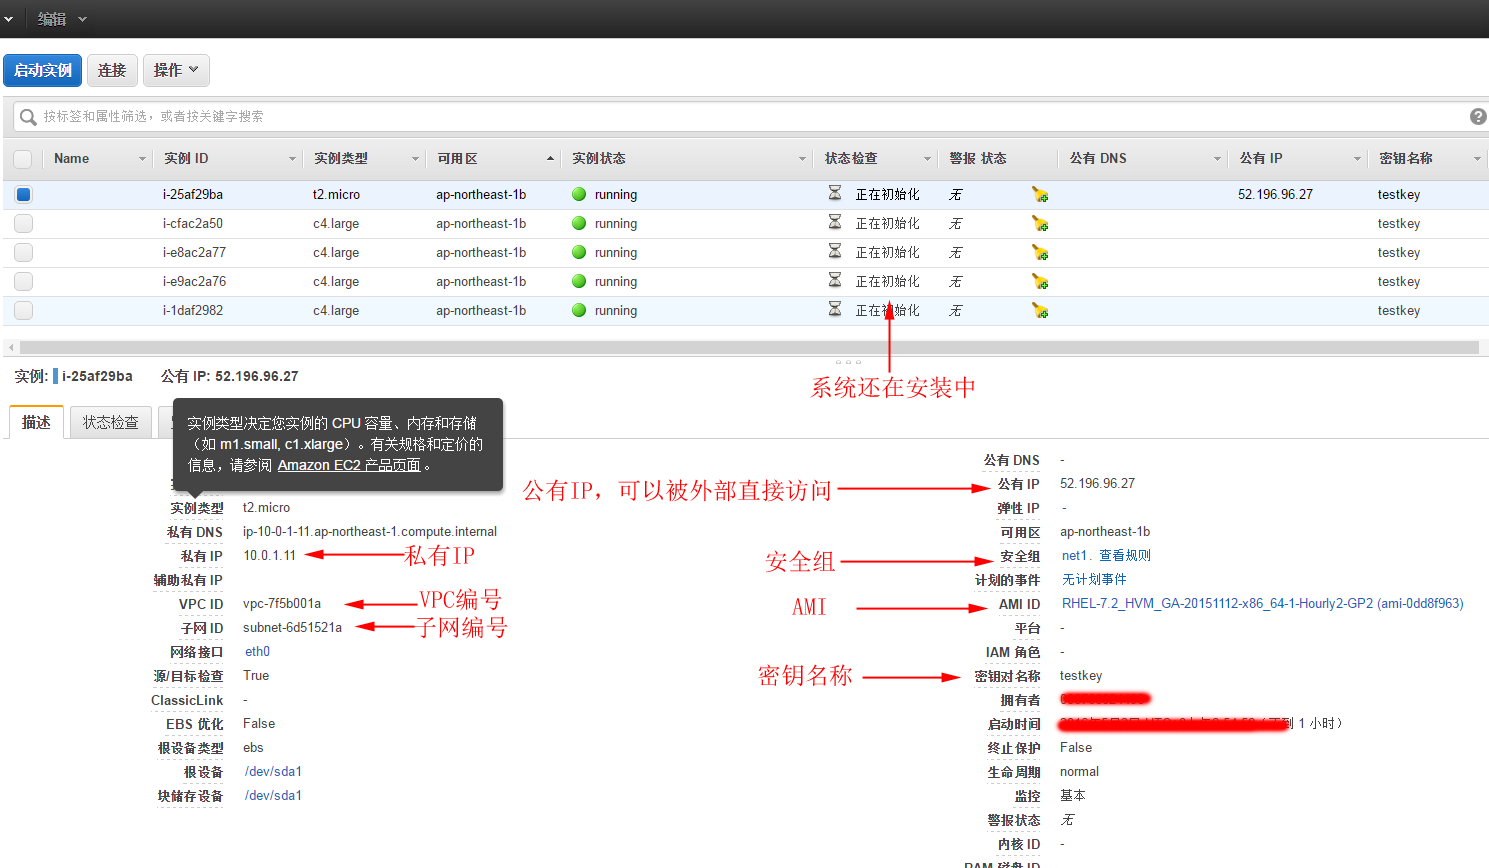 编辑
启动实例 连接 操作
按标签和属性筛选，或者按关键字搜索
Name 实例 ID 实例类型 可用区 实例状态 状态检查 警报 状态 公有 DNS 公有 IP 密钥名称
i-25af29ba t2.micro ap-northeast-1b running 正在初始化 无 52.196.96.27 testkey
i-cfac2a50 c4.large ap-northeast-1b running 正在初始化 无 testkey
i-e8ac2a77 c4.large ap-northeast-1b running 正在初始化 无 testkey
i-e9ac2a76 c4.large ap-northeast-1b running 正在初始化 无 testkey
i-1daf2982 c4.large ap-northeast-1b running 正在初始化 无 testkey
系统还在安装中
实例: i-25af29ba 公有 IP: 52.196.96.27
描述 状态检查
实例类型决定您实例的 CPU 容量、内存和存储
（如 m1.small, c1.xlarge）。有关规格和定价的
信息，请参阅 Amazon EC2 产品页面 。
实例类型 t2.micro
私有 DNS ip-10-0-1-11.ap-northeast-1.compute.internal
私有 IP 10.0.1.11 私有IP
辅助私有 IP
VPC ID vpc-7f5b001a VPC编号
子网 ID subnet-6d51521a 子网编号
网络接口 eth0
源/目标检查 True
ClassicLink -
EBS 优化 False
根设备类型 ebs
根设备 /dev/sda1
块储存设备 /dev/sda1
公有 DNS -
公有IP，可以被外部直接访问 公有 IP 52.196.96.27
弹性 IP -
可用区 ap-northeast-1b
安全组 安全组 net1. 查看规则
计划的事件 无计划事件
AMI AMI ID RHEL-7.2_HVM_GA-20151112-x86_64-1-Hourly2-GP2 (ami-0dd8f963)
平台 -
IAM 角色 -
密钥名称 密钥对名称 testkey
拥有者
启动时间 到 1 小时）
终止保护 False
生命周期 normal
监控 基本
警报状态 无
内核 ID -